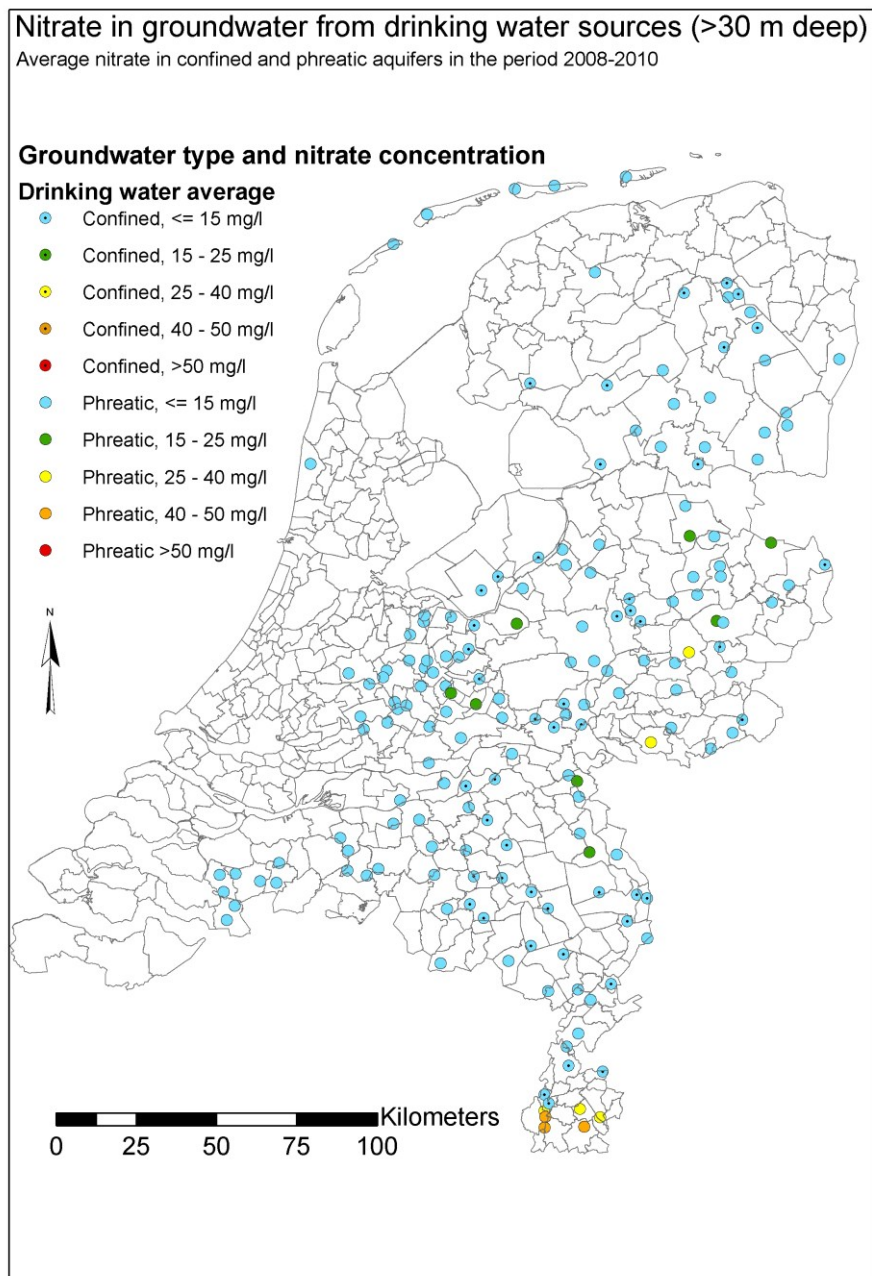 Nitrate in groundwater from drinking water sources (>30 m deep)
Average nitrate in confined and phreatic aquifers in the period 2008-2010
Groundwater type and nitrate concentration
Drinking water average
Confined, <= 15 mg/l
Confined, 15 - 25 mg/l
Confined, 25 - 40 mg/l
Confined, 40 - 50 mg/l
Confined, >50 mg/l
Phreatic, <= 15 mg/l
Phreatic, 15 - 25 mg/l
Phreatic, 25 - 40 mg/l
Phreatic, 40 - 50 mg/l
Phreatic >50 mg/l
N
Kilometers
0 25 50 75 100